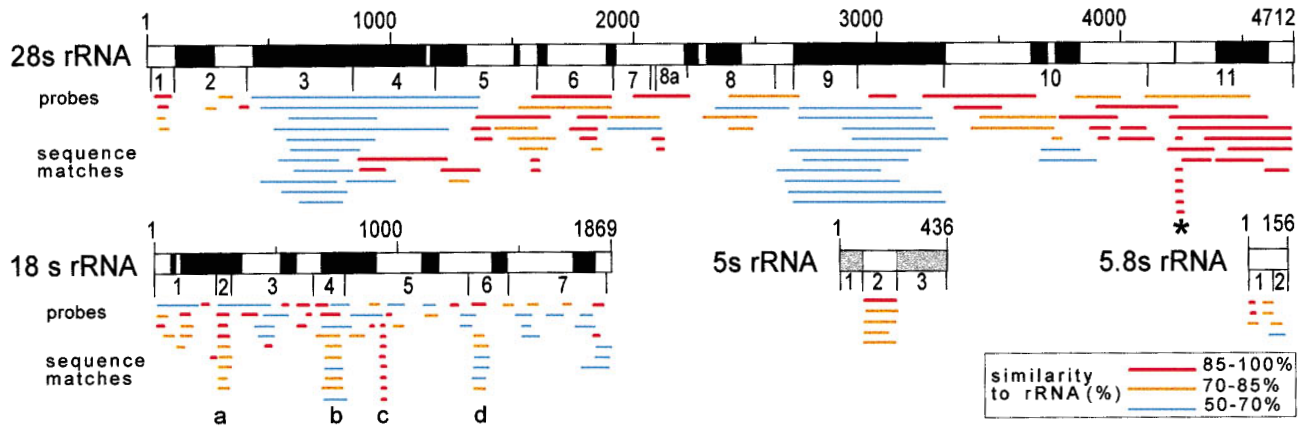 1 1000 2000 3000 4000 4712
28s rRNA
1 2 3 4 5 6 7 8a 8 9 10 11
probes
sequence
matches
*
1 1000 1869
18 s rRNA
1 2 3 4 5 6 7
probes
sequence
matches
a b c d
1 436
5s rRNA
1 2 3
1 156
5.8s rRNA
1 2
similarity
to rRNA (%)
85-100%
70-85%
50-70%